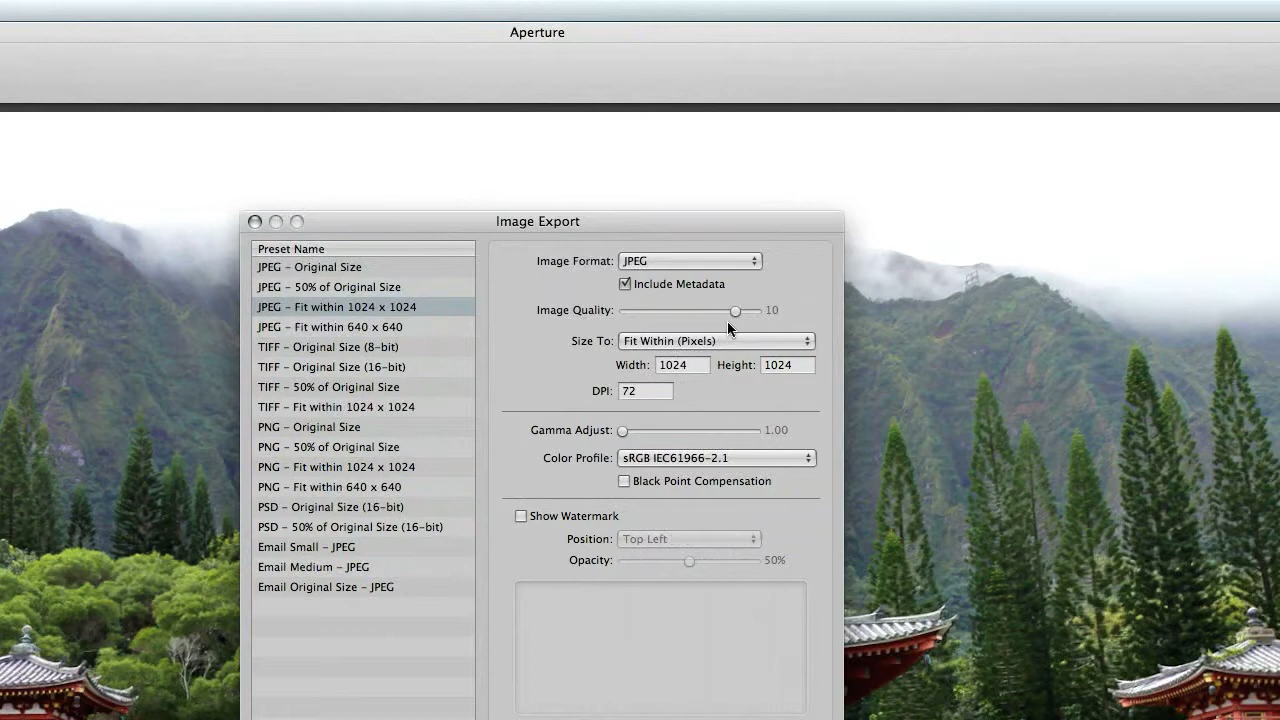 Aperture
Image Export
Preset Name
JPEG - Original Size
JPEG - 50% of Original Size
JPEG - Fit within 1024 x 1024
JPEG - Fit within 640 x 640
TIFF - Original Size (8-bit)
TIFF - Original Size (16-bit)
TIFF - 50% of Original Size
TIFF - Fit within 1024 x 1024
PNG - Original Size
PNG - 50% of Original Size
PNG - Fit within 1024 x 1024
PNG - Fit within 640 x 640
PSD - Original Size (16-bit)
PSD - 50% of Original Size (16-bit)
Email Small - JPEG
Email Medium - JPEG
Email Original Size - JPEG
Image Format: JPEG
Include Metadata
Image Quality: 10
Size To: Fit Within (Pixels)
Width: 1024 Height: 1024
DPI: 72
Gamma Adjust: 1.00
Color Profile: sRGB IEC61966-2.1
Black Point Compensation
Show Watermark
Position: Top Left
Opacity: 50%